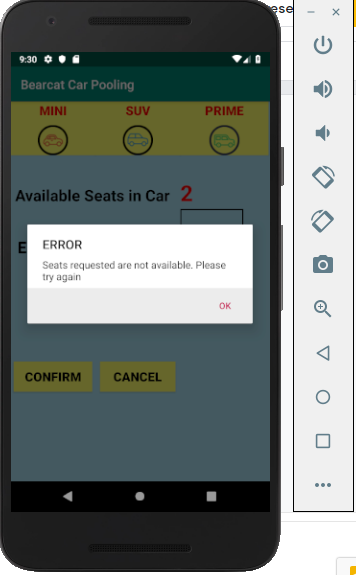 ese
9:30
Bearcat Car Pooling
MINI SUV PRIME
Available Seats in Car 2
E
ERROR
Seats requested are not available. Please
try again
OK
CONFIRM CANCEL